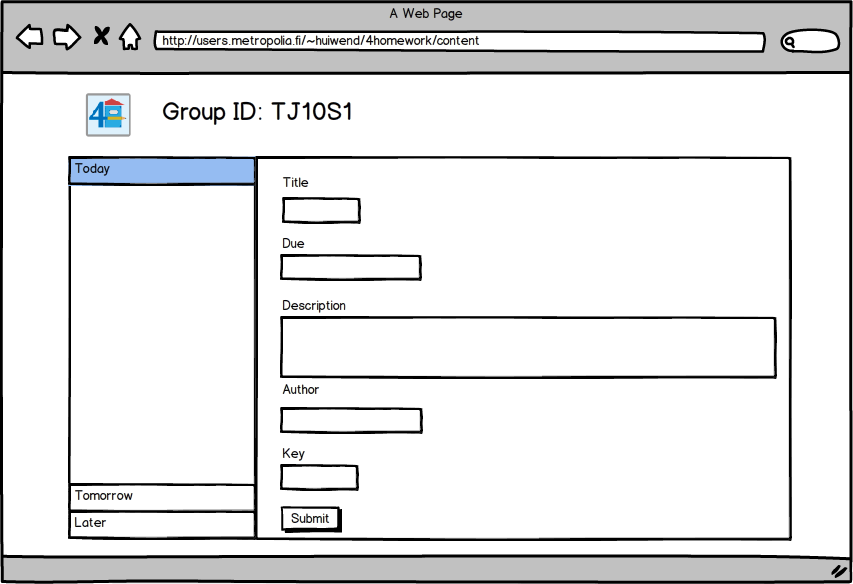 A Web Page
http://users.metropolia.fi/~huiwend/4homework/content
4
Group ID: TJ10S1
Today
Title
Due
Description
Author
Key
Tomorrow
Later
Submit